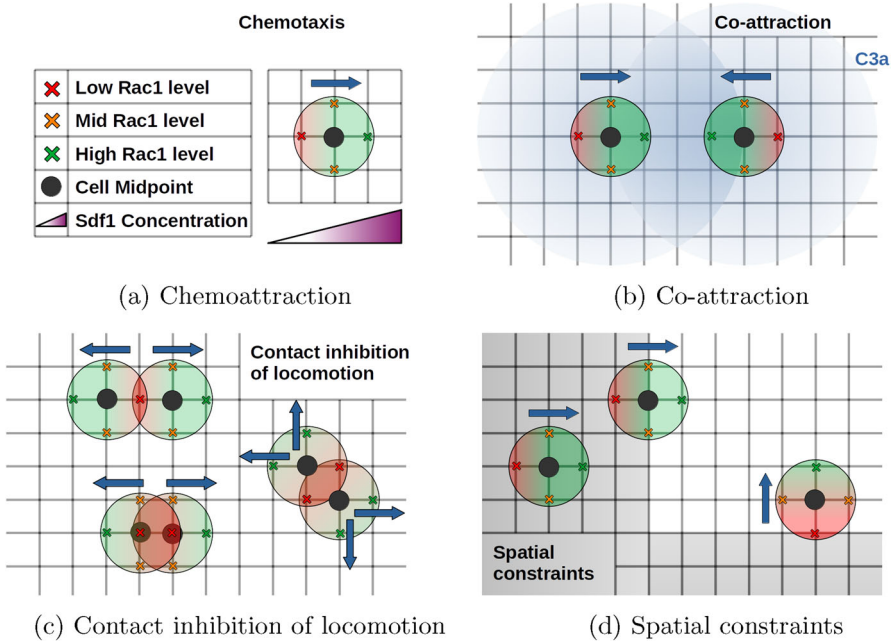 Chemotaxis
Low Rac1 level
Mid Rac1 level
High Rac1 level
Cell Midpoint
Sdf1 Concentration
(a) Chemoattraction
Co-attraction
C3a
(b) Co-attraction
Contact inhibition
of locomotion
(c) Contact inhibition of locomotion
Spatial
constraints
(d) Spatial constraints